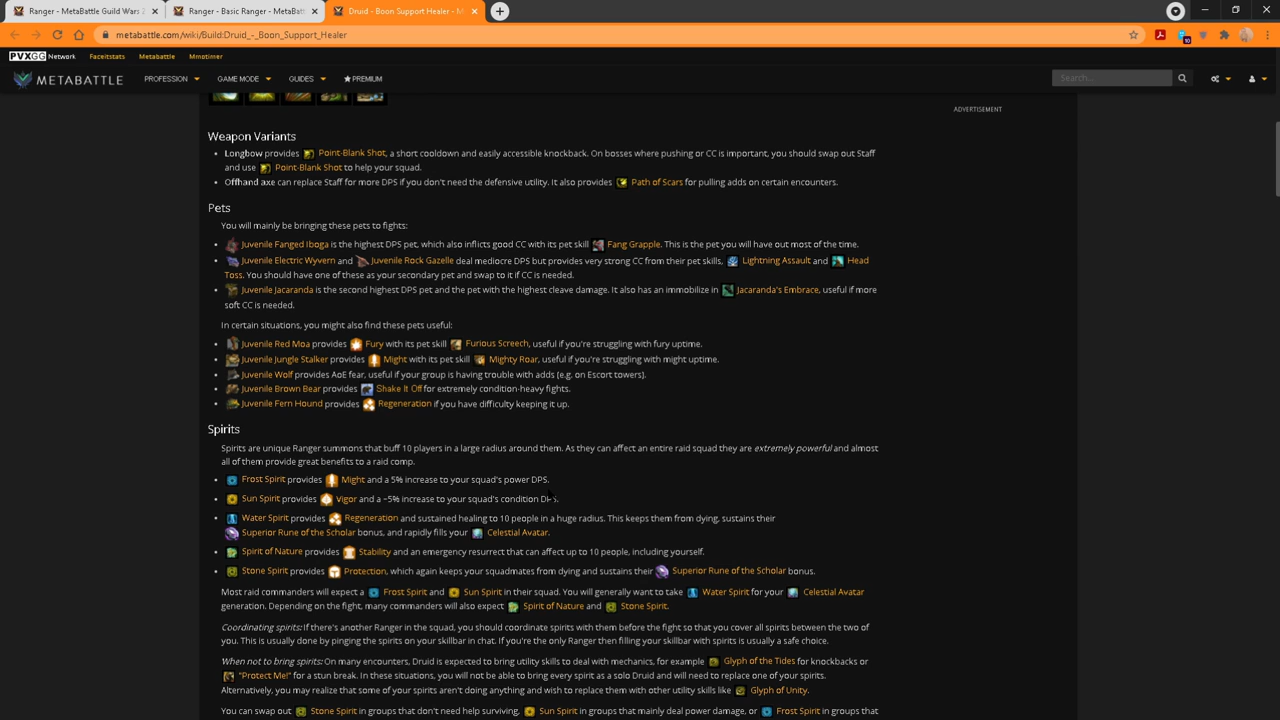 Ranger - MetaBattle Guild Wars 2
Ranger - Basic Ranger - MetaBatt
Druid - Boon Support Healer - M
metabattle.com/wiki/Build:Druid_-_Boon_Support_Healer
PVXGG Network Faceitstats Metabattle Mmotimer
METABATTLE PROFESSION GAME MODE GUIDES PREMIUM Search...
ADVERTISEMENT
Weapon Variants
Longbow provides Point-Blank Shot, a short cooldown and easily accessible knockback. On bosses where pushing or CC is important, you should swap out Staff
and use Point-Blank Shot to help your squad.
Offhand axe can replace Staff for more DPS if you don't need the defensive utility. It also provides Path of Scars for pulling adds on certain encounters.
Pets
You will mainly be bringing these pets to fights:
Juvenile Fanged Iboga is the highest DPS pet, which also inflicts good CC with its pet skill Fang Grapple. This is the pet you will have out most of the time.
Juvenile Electric Wyvern and Juvenile Rock Gazelle deal mediocre DPS but provides very strong CC from their pet skills, Lightning Assault and Head
Toss. You should have one of these as your secondary pet and swap to it if CC is needed.
Juvenile Jacaranda is the second highest DPS pet and the pet with the highest cleave damage. It also has an immobilize in Jacaranda's Embrace, useful if more
soft CC is needed.
In certain situations, you might also find these pets useful:
Juvenile Red Moa provides Fury with its pet skill Furious Screech, useful if you're struggling with fury uptime.
Juvenile Jungle Stalker provides Might with its pet skill Mighty Roar, useful if you're struggling with might uptime.
Juvenile Wolf provides AoE fear, useful if your group is having trouble with adds (e.g. on Escort towers).
Juvenile Brown Bear provides Shake It Off for extremely condition-heavy fights.
Juvenile Fern Hound provides Regeneration if you have difficulty keeping it up.
Spirits
Spirits are unique Ranger summons that buff 10 players in a large radius around them. As they can affect an entire raid squad they are extremely powerful and almost
all of them provide great benefits to a raid comp.
Frost Spirit provides Might and a 5% increase to your squad's power DPS.
Sun Spirit provides Vigor and a ~5% increase to your squad's condition DPS.
Water Spirit provides Regeneration and sustained healing to 10 people in a huge radius. This keeps them from dying, sustains their
Superior Rune of the Scholar bonus, and rapidly fills your Celestial Avatar.
Spirit of Nature provides Stability and an emergency resurrect that can affect up to 10 people, including yourself.
Stone Spirit provides Protection, which again keeps your squadmates from dying and sustains their Superior Rune of the Scholar bonus.
Most raid commanders will expect a Frost Spirit and Sun Spirit in their squad. You will generally want to take Water Spirit for your Celestial Avatar
generation. Depending on the fight, many commanders will also expect Spirit of Nature and Stone Spirit.
Coordinating spirits: If there's another Ranger in the squad, you should coordinate spirits with them before the fight so that you cover all spirits between the two of
you. This is usually done by pinging the spirits on your skillbar in chat. If you're the only Ranger then filling your skillbar with spirits is usually a safe choice.
When not to bring spirits: On many encounters, Druid is expected to bring utility skills to deal with mechanics, for example Glyph of the Tides for knockbacks or
"Protect Me!" for a stun break. In these situations, you will not be able to bring every spirit as a solo Druid and will need to replace one of your spirits.
Alternatively, you may realize that some of your spirits aren't doing anything and wish to replace them with other utility skills like Glyph of Unity.
You can swap out Stone Spirit in groups that don't need help surviving, Sun Spirit in groups that mainly deal power damage, or Frost Spirit in groups that